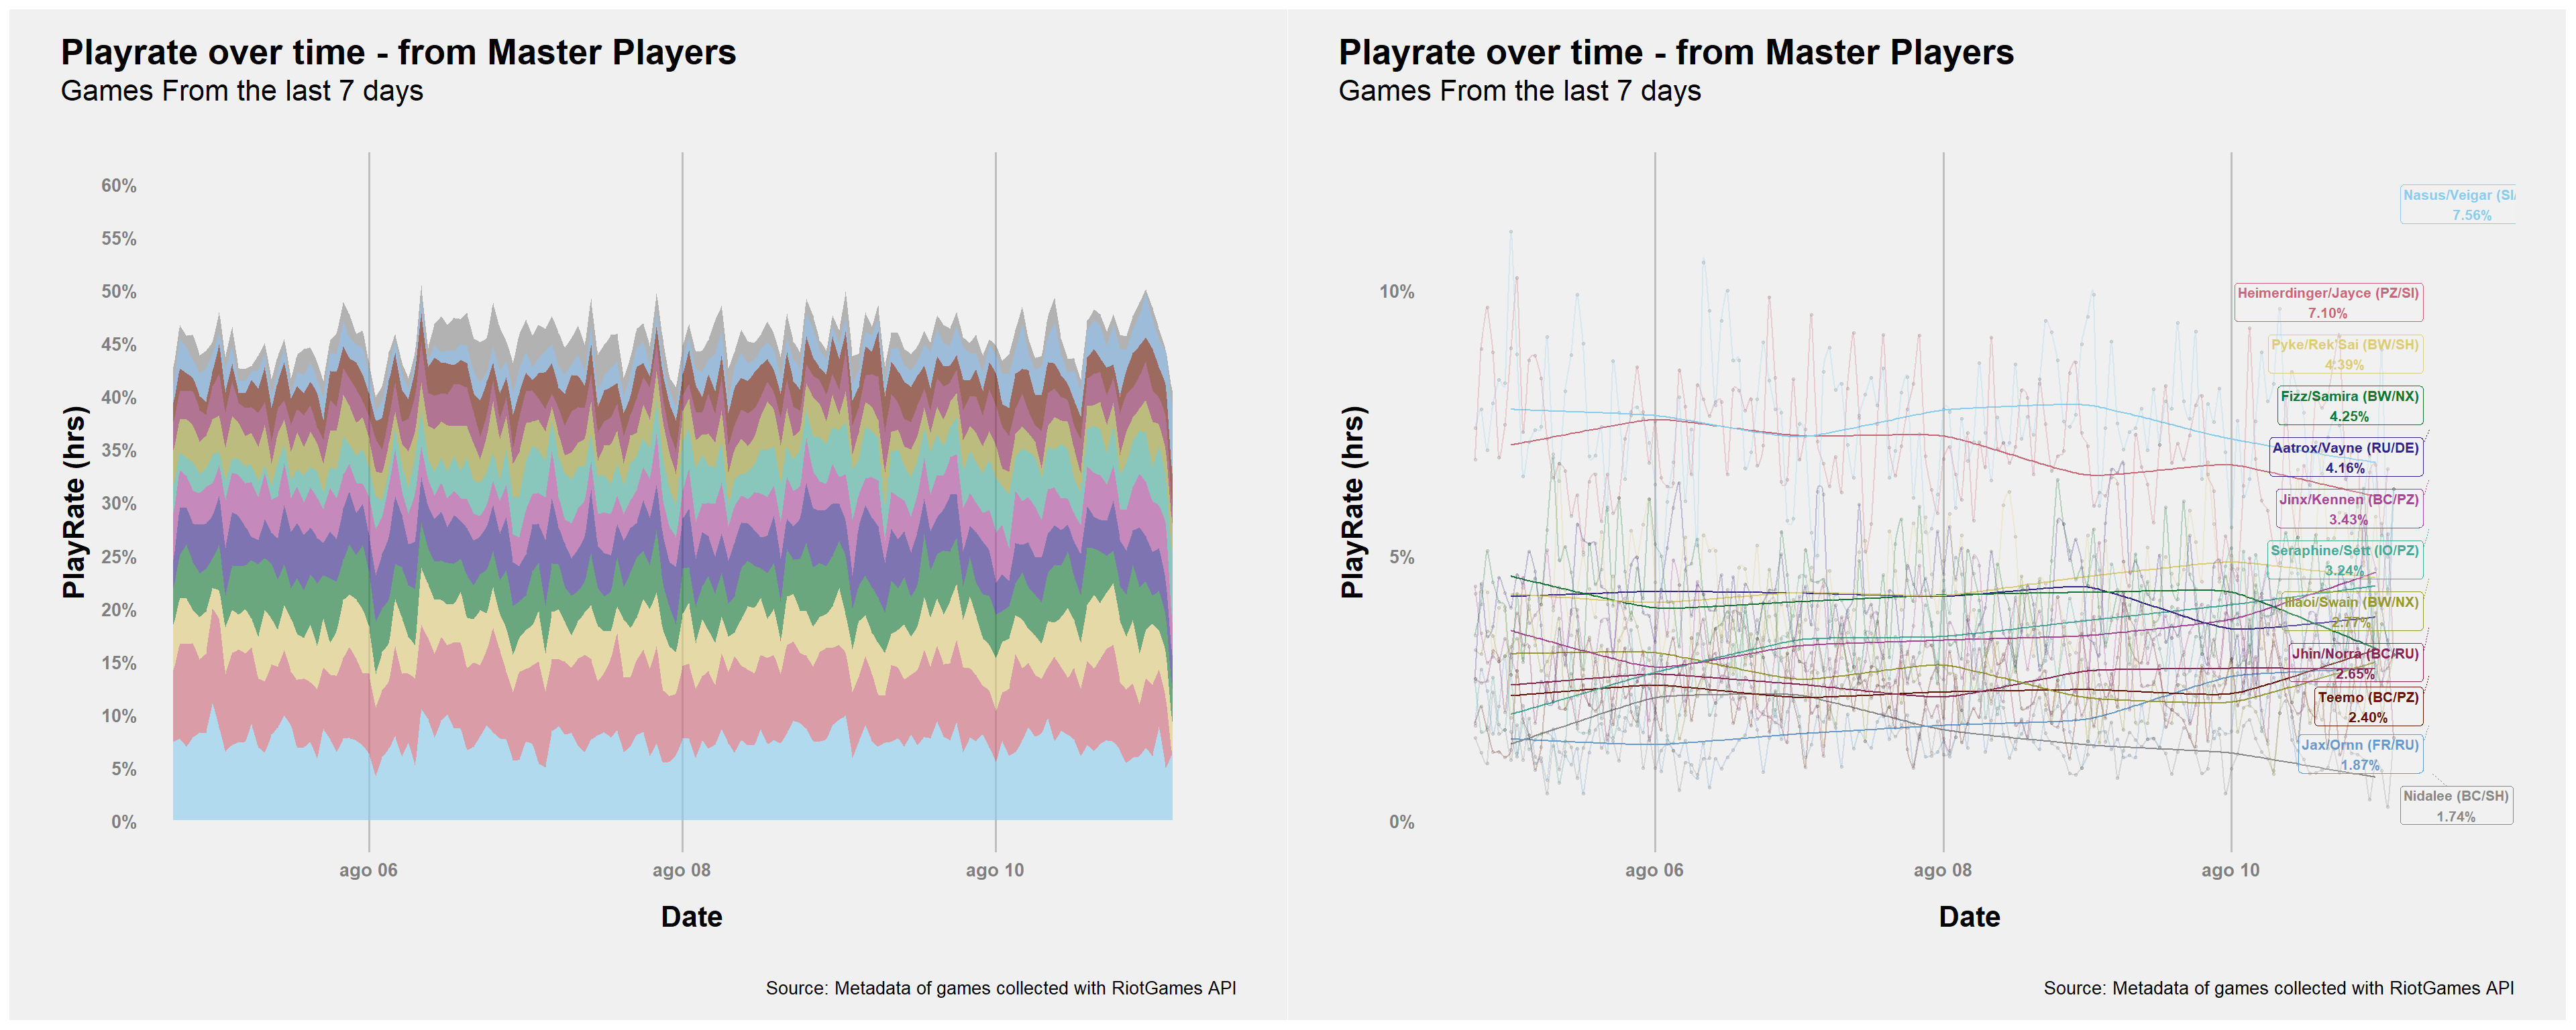 Playrate over time - from Master Players
Games From the last 7 days
60%
55%
50%
45%
40%
35%
30%
25%
20%
15%
10%
5%
0%
PlayRate (hrs)
ago 06
ago 08
ago 10
Date
Source: Metadata of games collected with RiotGames API
Playrate over time - from Master Players
Games From the last 7 days
10%
5%
0%
PlayRate (hrs)
Nasus/Veigar (SI/
7.56%
Heimerdinger/Jayce (PZ/SI)
7.10%
Pyke/Rek'Sai (BW/SH)
4.39%
Fizz/Samira (BW/NX)
4.25%
Aatrox/Vayne (RU/DE)
4.16%
Jinx/Kennen (BC/PZ)
3.43%
Seraphine/Sett (IO/PZ)
3.24%
Illaoi/Swain (BW/NX)
2.77%
Jhin/Norra (BC/RU)
2.65%
Teemo (BC/PZ)
2.40%
Jax/Ornn (FR/RU)
1.87%
Nidalee (BC/SH)
1.74%
ago 06
ago 08
ago 10
Date
Source: Metadata of games collected with RiotGames API